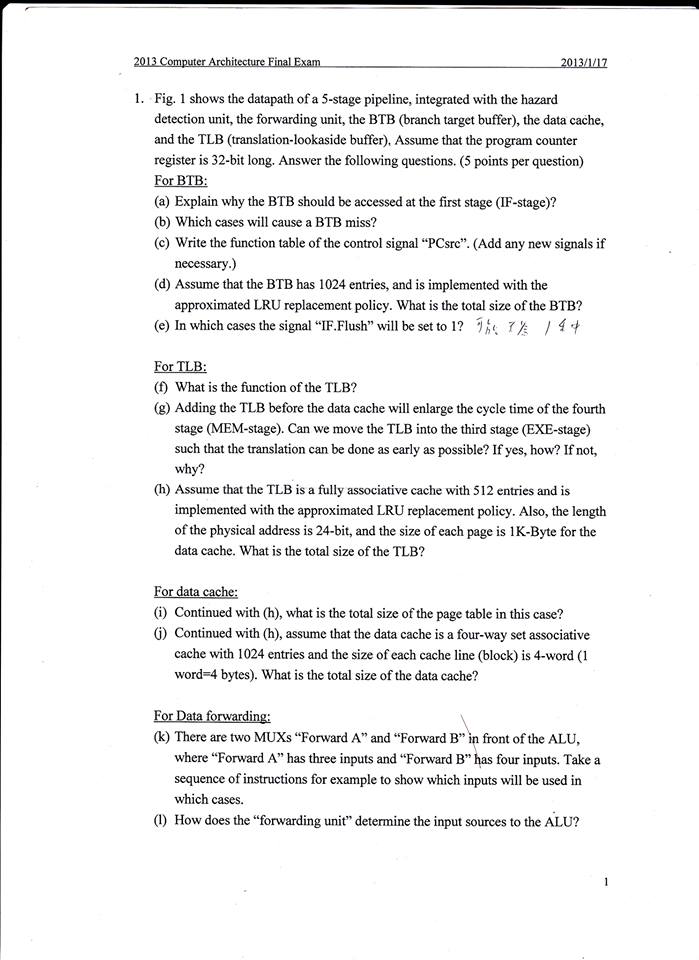 2013 Computer Architecture Final Exam 2013/1/17
1. Fig. 1 shows the datapath of a 5-stage pipeline, integrated with the hazard
detection unit, the forwarding unit, the BTB (branch target buffer), the data cache,
and the TLB (translation-lookaside buffer), Assume that the program counter
register is 32-bit long. Answer the following questions. (5 points per question)
For BTB:
(a) Explain why the BTB should be accessed at the first stage (IF-stage)?
(b) Which cases will cause a BTB miss?
(c) Write the function table of the control signal “PCsrc”. (Add any new signals if
necessary.)
(d) Assume that the BTB has 1024 entries, and is implemented with the
approximated LRU replacement policy. What is the total size of the BTB?
(e) In which cases the signal “IF.Flush” will be set to 1?
For TLB:
(f) What is the function of the TLB?
(g) Adding the TLB before the data cache will enlarge the cycle time of the fourth
stage (MEM-stage). Can we move the TLB into the third stage (EXE-stage)
such that the translation can be done as early as possible? If yes, how? If not,
why?
(h) Assume that the TLB is a fully associative cache with 512 entries and is
implemented with the approximated LRU replacement policy. Also, the length
of the physical address is 24-bit, and the size of each page is 1K-Byte for the
data cache. What is the total size of the TLB?
For data cache:
(i) Continued with (h), what is the total size of the page table in this case?
(j) Continued with (h), assume that the data cache is a four-way set associative
cache with 1024 entries and the size of each cache line (block) is 4-word (1
word=4 bytes). What is the total size of the data cache?
For Data forwarding:
(k) There are two MUXs “Forward A” and “Forward B” in front of the ALU,
where “Forward A” has three inputs and “Forward B” has four inputs. Take a
sequence of instructions for example to show which inputs will be used in
which cases.
(l) How does the “forwarding unit” determine the input sources to the ALU?
1